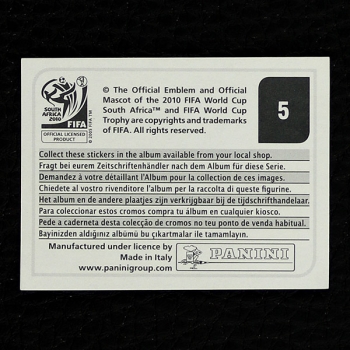 SOUTH AFRICA
2010
FIFA
OFFICIAL LICENSED
PRODUCT
© The Official Emblem and Official
Mascot of the 2010 FIFA World Cup
South Africa™ and FIFA World Cup
Trophy are copyrights and trademarks
of FIFA. All rights reserved.
5
Collect these stickers in the album available from your local shop.
Fragt bei eurem Zeitschriftenhändler nach dem Album für diese Serie.
Demandez à votre détaillant l'Album pour la collection de ces images.
Chiedete al vostro rivenditore l'Album per la raccolta di queste figurine.
Het album en de andere plaatjes zijn verkrijgbaar bij de tijdschrifthandelaar.
Para coleccionar estos cromos compra tu album en cualquier kiosco.
Pede a caderneta desta colecção de cromos no teu ponto de venda habitual.
Bayinizden aldığınız albümü bu çıkartmalar ile tamamlayın.
Manufactured under licence by
Made in Italy
www.paninigroup.com
PANINI